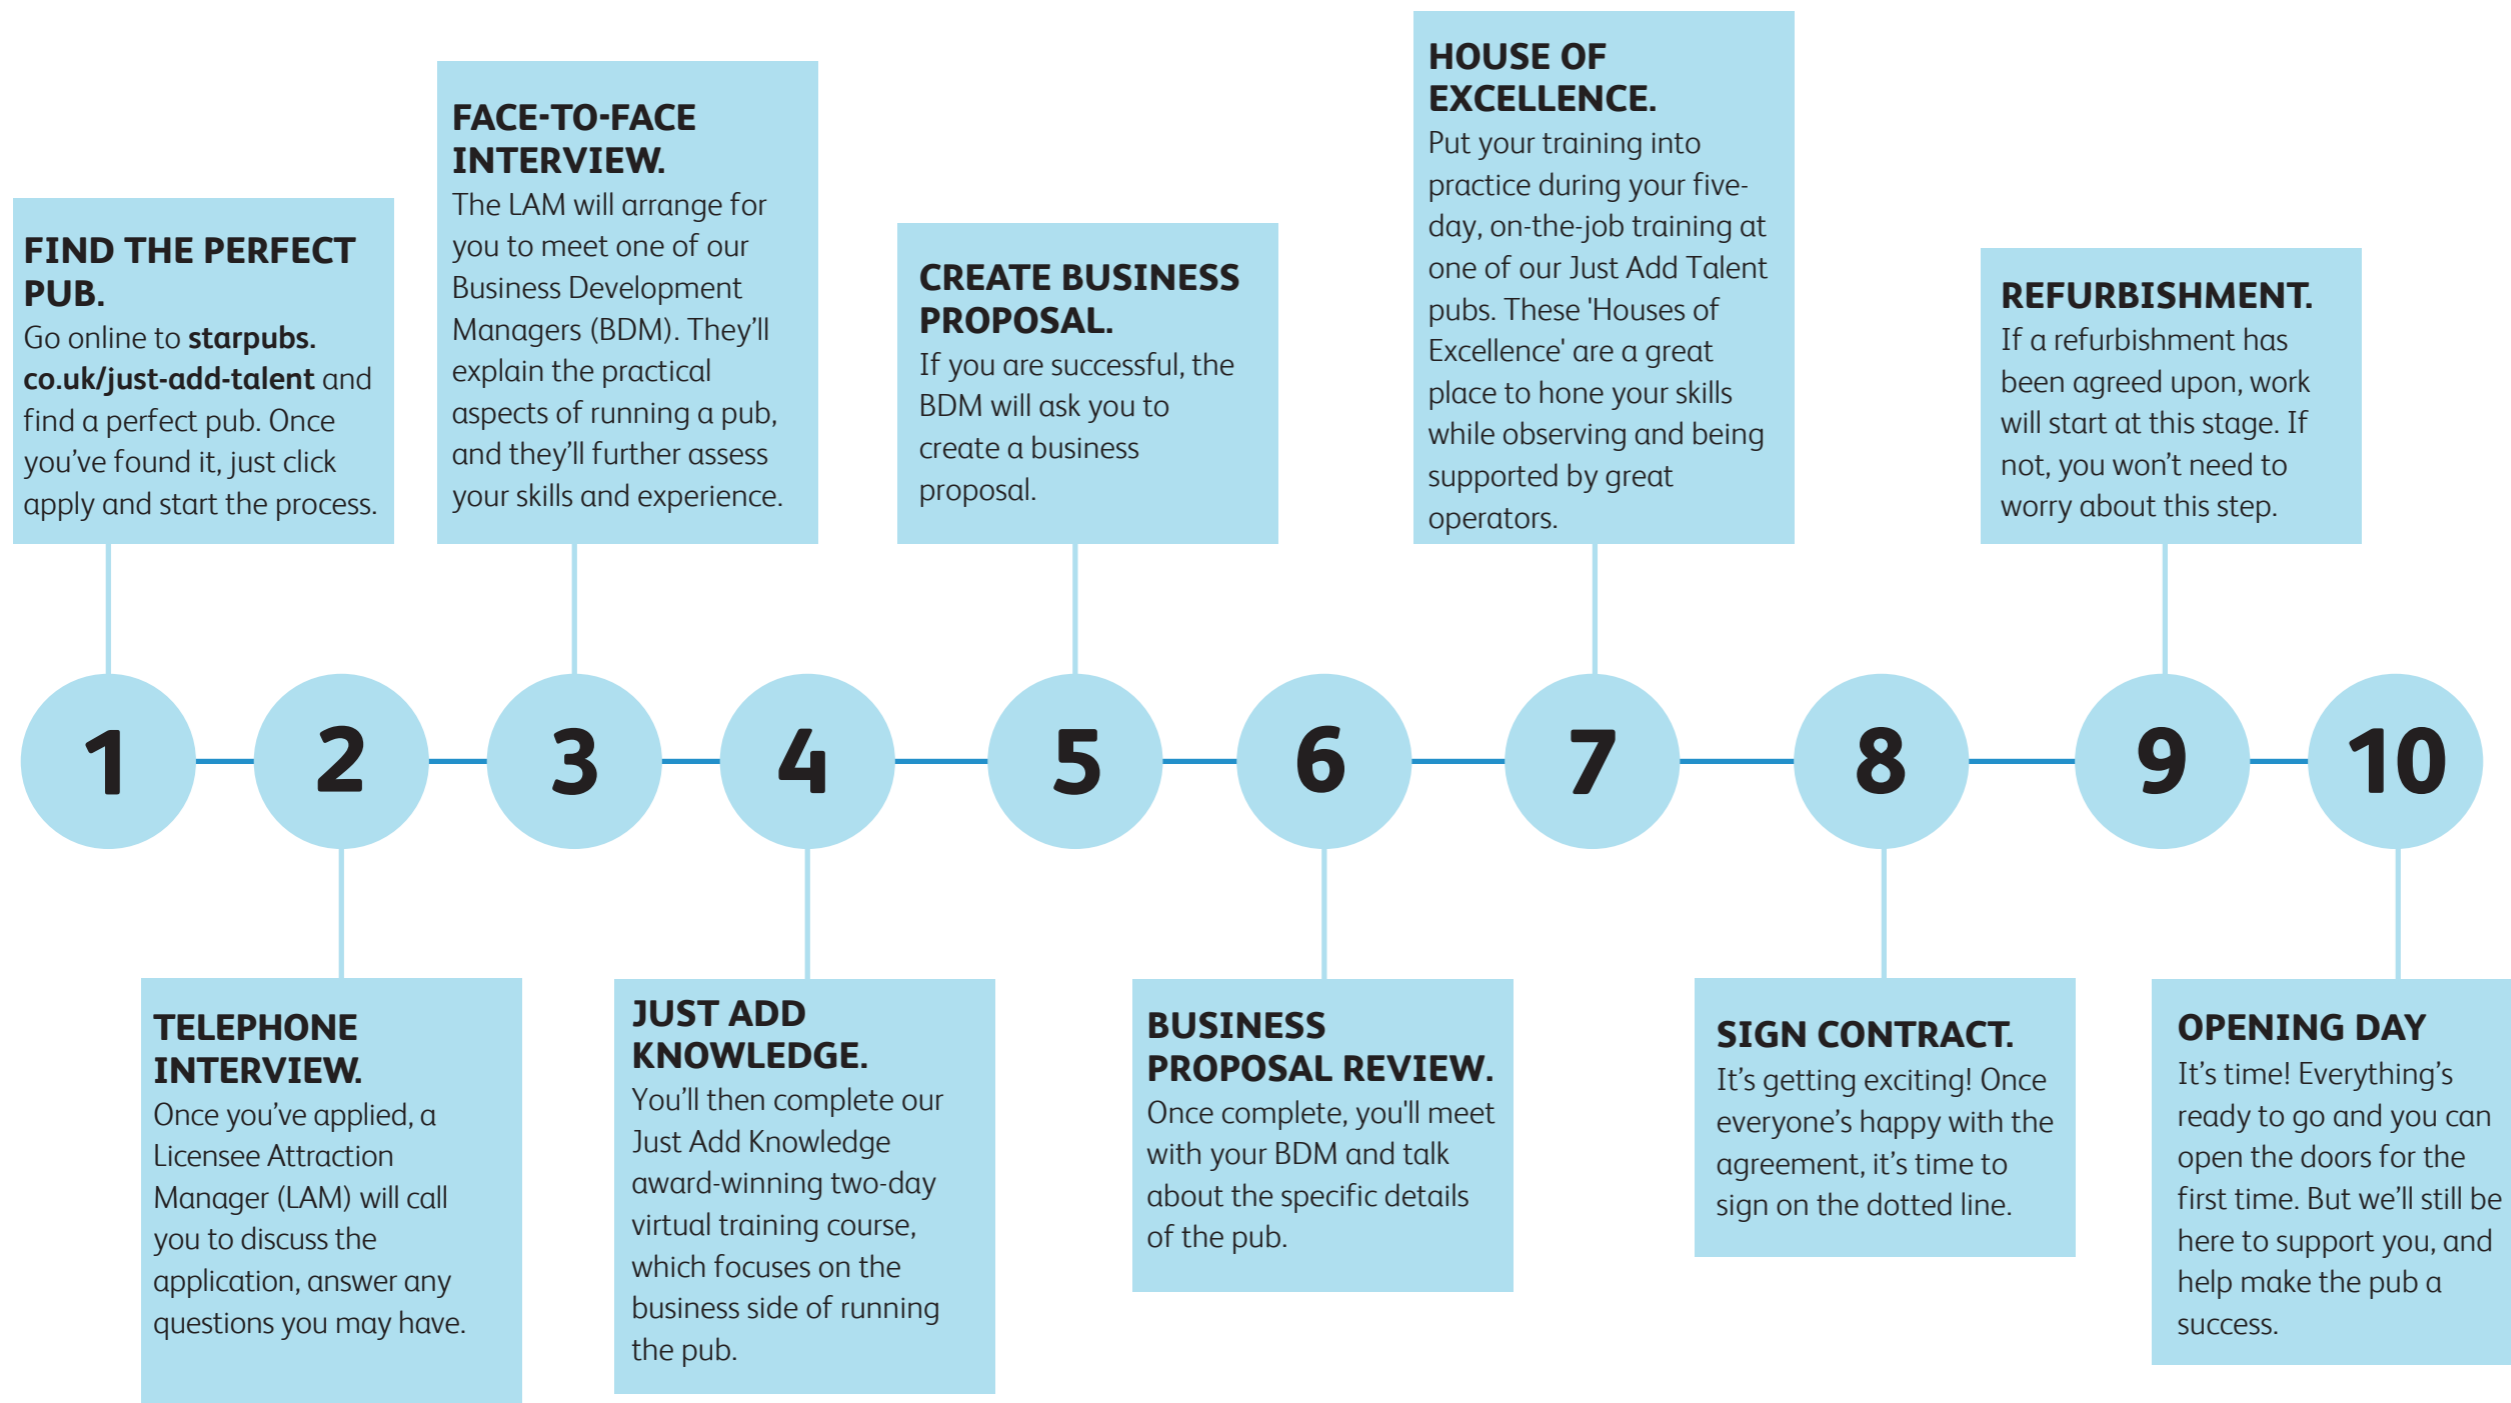 FIND THE PERFECT
PUB.
Go online to starpubs.
co.uk/just-add-talent and
find a perfect pub. Once
you’ve found it, just click
apply and start the process.
FACE-TO-FACE
INTERVIEW.
The LAM will arrange for
you to meet one of our
Business Development
Managers (BDM). They’ll
explain the practical
aspects of running a pub,
and they’ll further assess
your skills and experience.
CREATE BUSINESS
PROPOSAL.
If you are successful, the
BDM will ask you to
create a business
proposal.
HOUSE OF
EXCELLENCE.
Put your training into
practice during your five-
day, on-the-job training at
one of our Just Add Talent
pubs. These 'Houses of
Excellence' are a great
place to hone your skills
while observing and being
supported by great
operators.
REFURBISHMENT.
If a refurbishment has
been agreed upon, work
will start at this stage. If
not, you won’t need to
worry about this step.
1 2 3 4 5 6 7 8 9 10
TELEPHONE
INTERVIEW.
Once you’ve applied, a
Licensee Attraction
Manager (LAM) will call
you to discuss the
application, answer any
questions you may have.
JUST ADD
KNOWLEDGE.
You’ll then complete our
Just Add Knowledge
award-winning two-day
virtual training course,
which focuses on the
business side of running
the pub.
BUSINESS
PROPOSAL REVIEW.
Once complete, you'll meet
with your BDM and talk
about the specific details
of the pub.
SIGN CONTRACT.
It’s getting exciting! Once
everyone’s happy with the
agreement, it’s time to
sign on the dotted line.
OPENING DAY
It’s time! Everything’s
ready to go and you can
open the doors for the
first time. But we’ll still be
here to support you, and
help make the pub a
success.